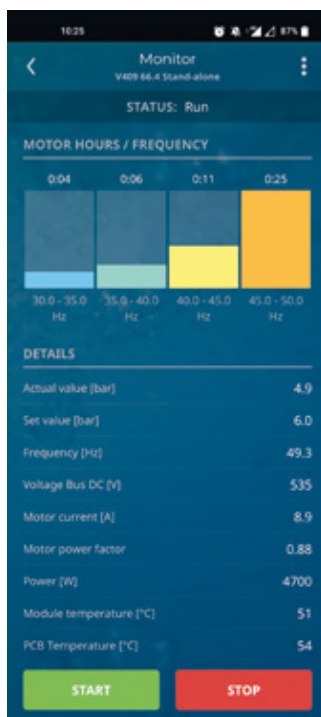 10:25
87%
Monitor
V409 66.4 Stand-alone
STATUS: Run
MOTOR HOURS / FREQUENCY
0:04 0:06 0:11 0:25
30.0 - 35.0 35.0 - 40.0 40.0 - 45.0 45.0 - 50.0
Hz Hz Hz Hz
DETAILS
Actual value [bar] 4.9
Set value [bar] 6.0
Frequency [Hz] 49.3
Voltage Bus DC [V] 535
Motor current [A] 8.9
Motor power factor 0.88
Power [W] 4700
Module temperature [°C] 51
PCB Temperature [°C] 54
START STOP